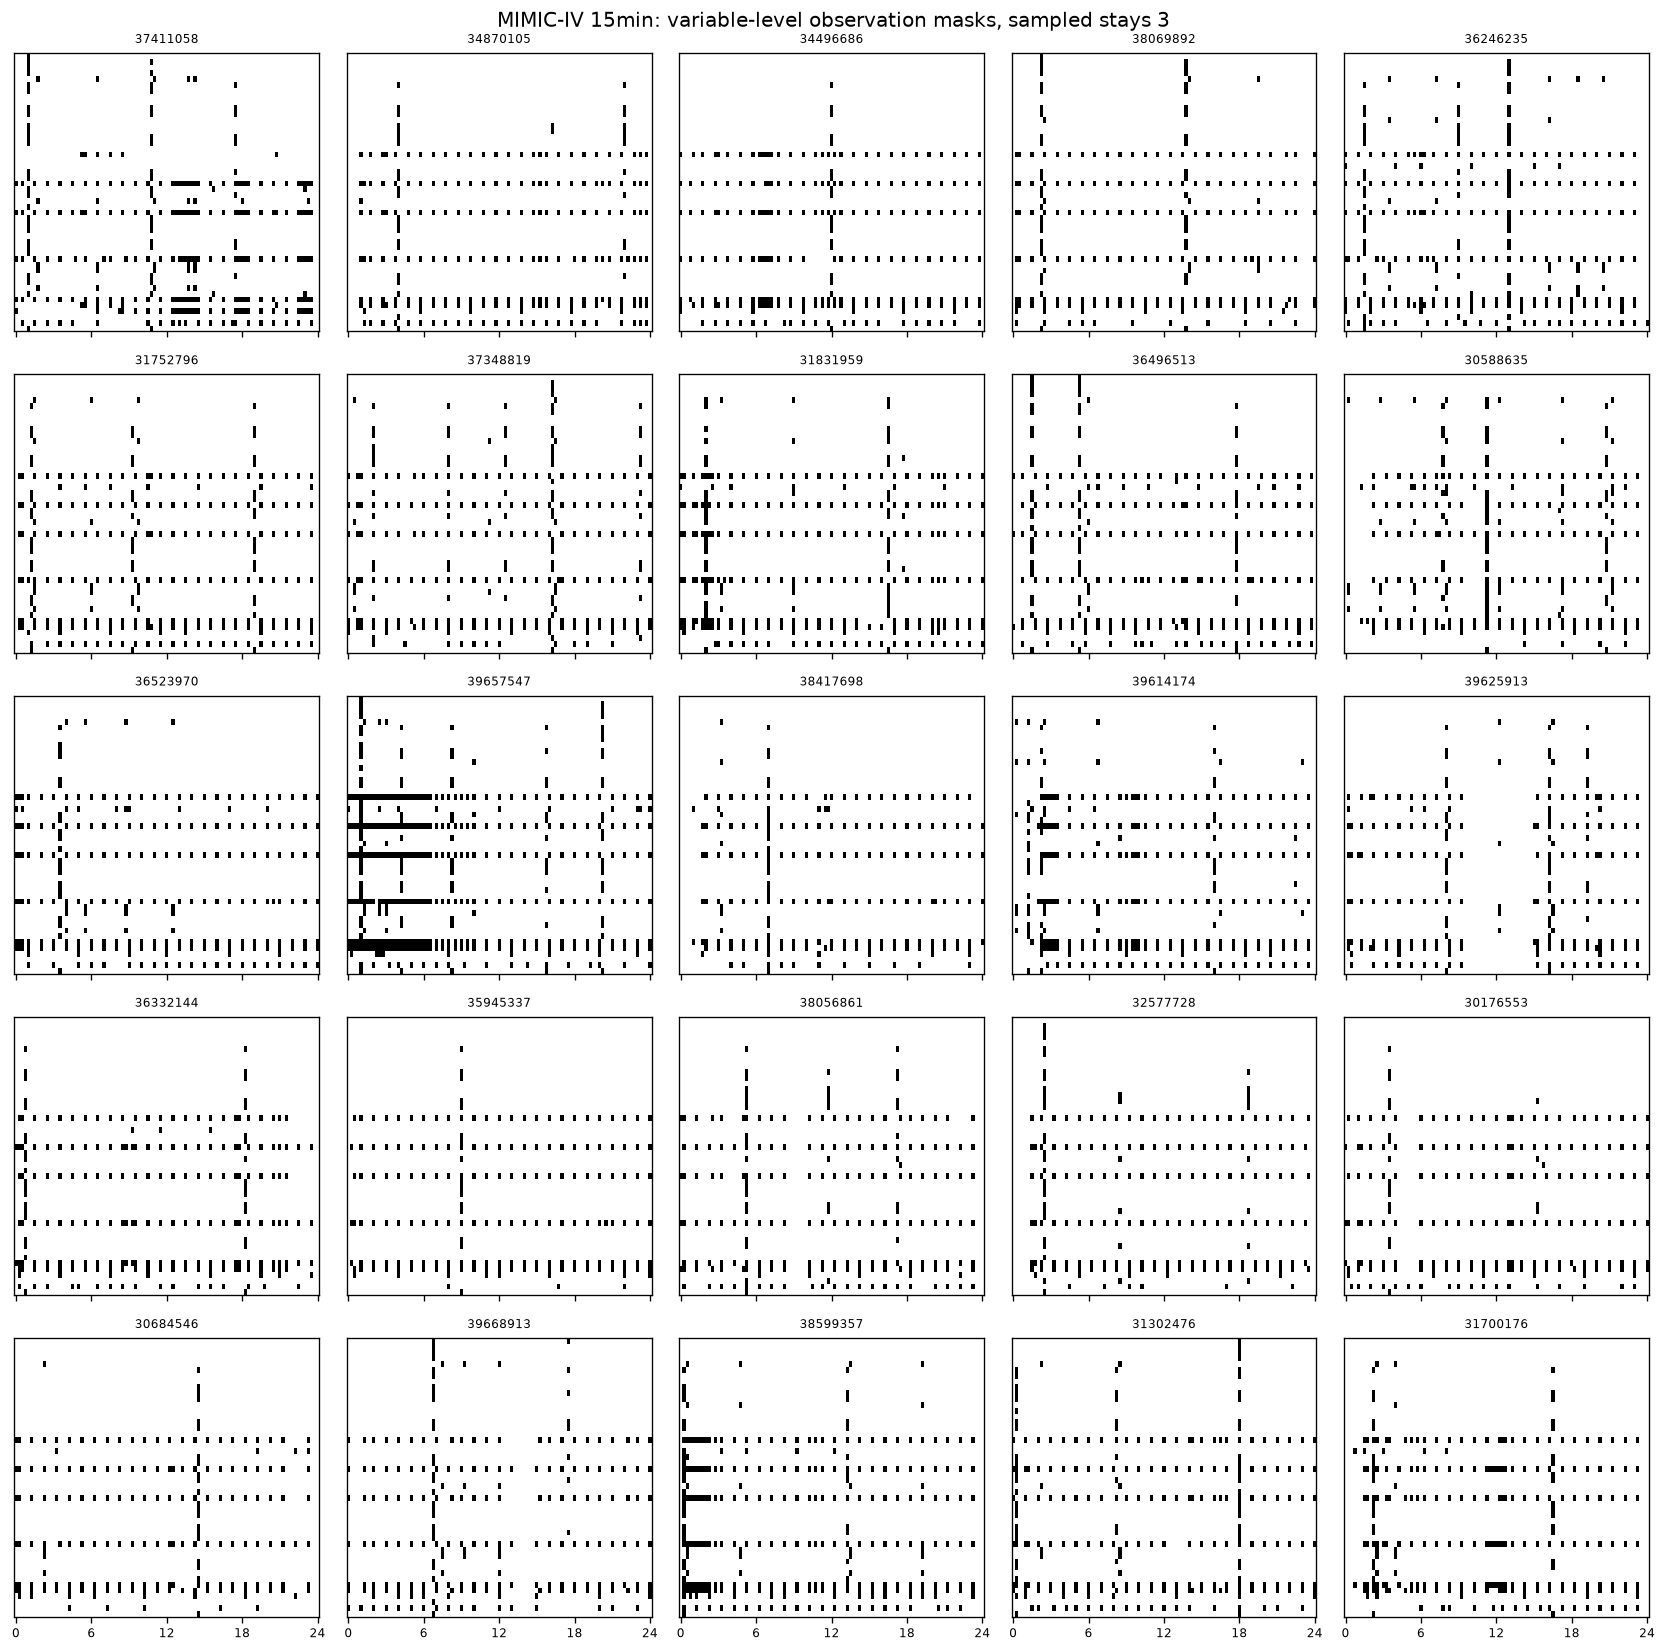 MIMIC-IV 15min: variable-level observation masks, sampled stays 3
37411058 34870105 34496686 38069892 36246235
31752796 37348819 31831959 36496513 30588635
36523970 39657547 38417698 39614174 39625913
36332144 35945337 38056861 32577728 30176553
30684546 39668913 38599357 31302476 31700176
0 6 12 18 24 0 6 12 18 24 0 6 12 18 24 0 6 12 18 24 0 6 12 18 24